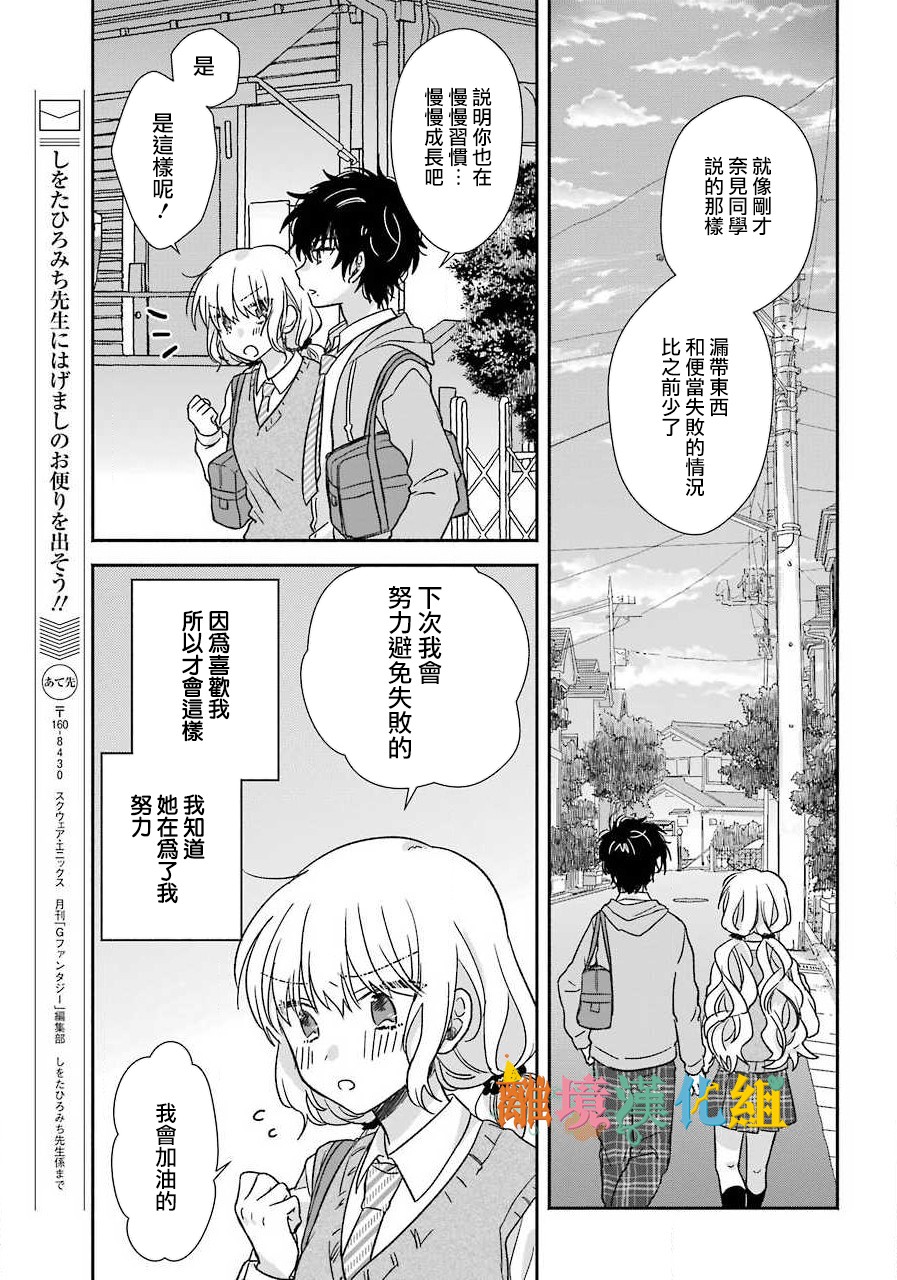 就像剛才
奈見同學
説的那樣
漏帶東西
和便當失敗的情況
比之前少了
説明你也在
慢慢習慣…
慢慢成長吧
是
是這樣呢！
下次我會
努力避免失敗的
因爲喜歡我
所以才會這樣
我知道
她在爲了我
努力
我會加油的
離境漢化組
しをたひろみち先生にはげましのお便りを出そう!!
あて先
〒160-8430 スクウェア・エニックス 月刊「Gファンタジー」編集部 しをたひろみち先生係まで